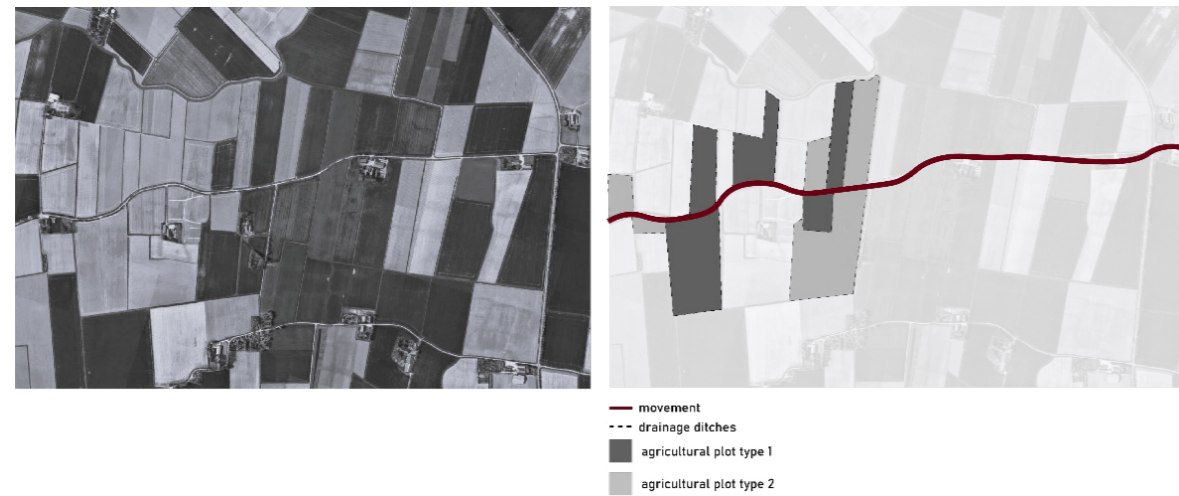 movement
drainage ditches
agricultural plot type 1
agricultural plot type 2